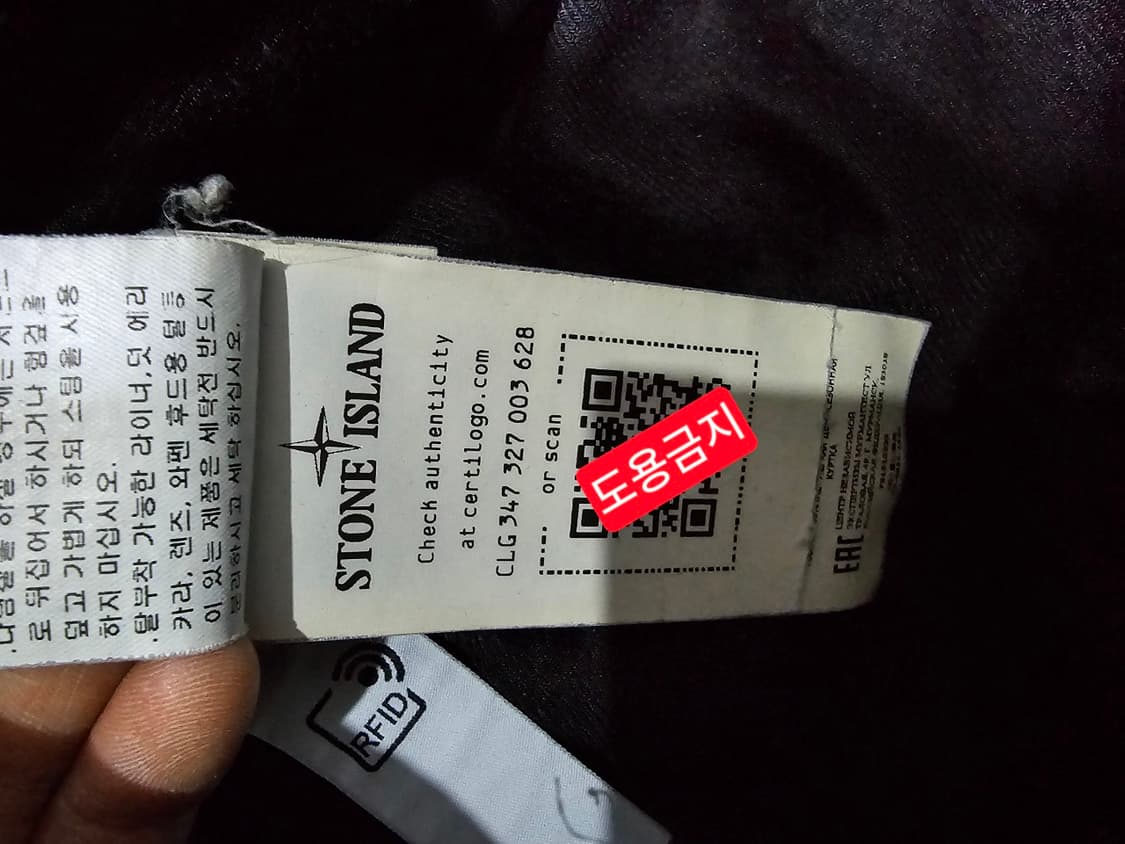 로 뒤집어서 하시거나 헝겊을
덮고 가볍게 하되 스팀을 사용
하지 마십시오.
.탈부착 가능한 라이너,덧 에리
카라, 렌즈, 와펜 후드용 털 등
이 있는 제품은 세탁전 반드시
분리하시고 세탁 하십시오.
STONE ISLAND
Check authenticity
at certilogo.com
CLG 347 327 003 628
or scan
도용금지
КУРТКА
ЦЕНТР НЕЗАВИСИМОЙ
EAC
RFID